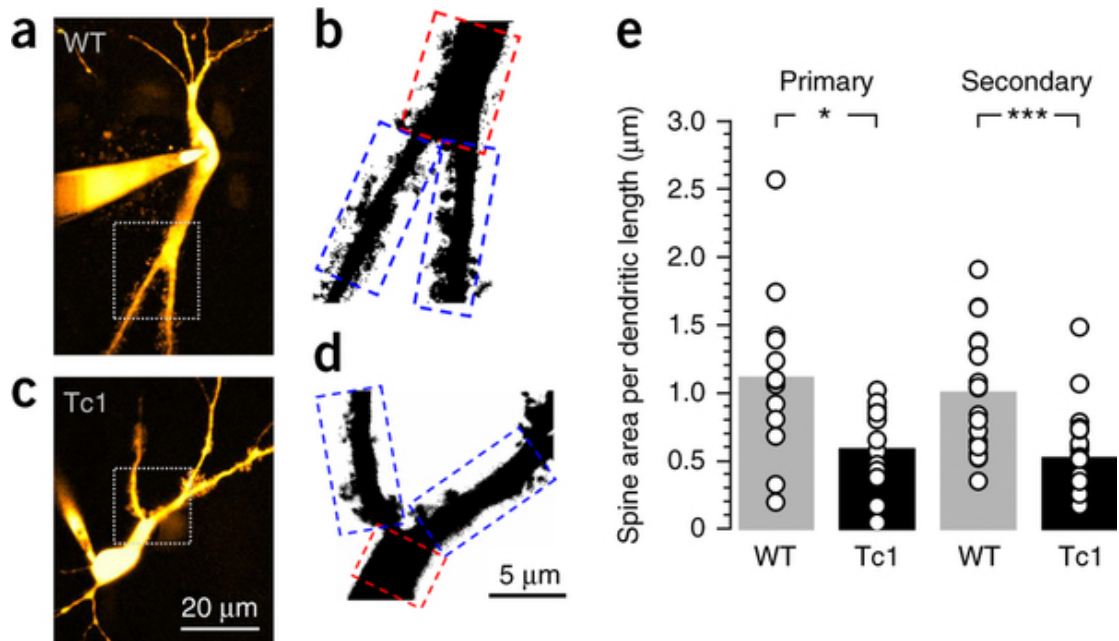 a
WT
b
c
Tc1
20 µm
d
5 µm
e
Primary
Secondary
*
***
Spine area per dendritic length (µm)
3.0
2.5
2.0
1.5
1.0
0.5
0
WT
Tc1
WT
Tc1